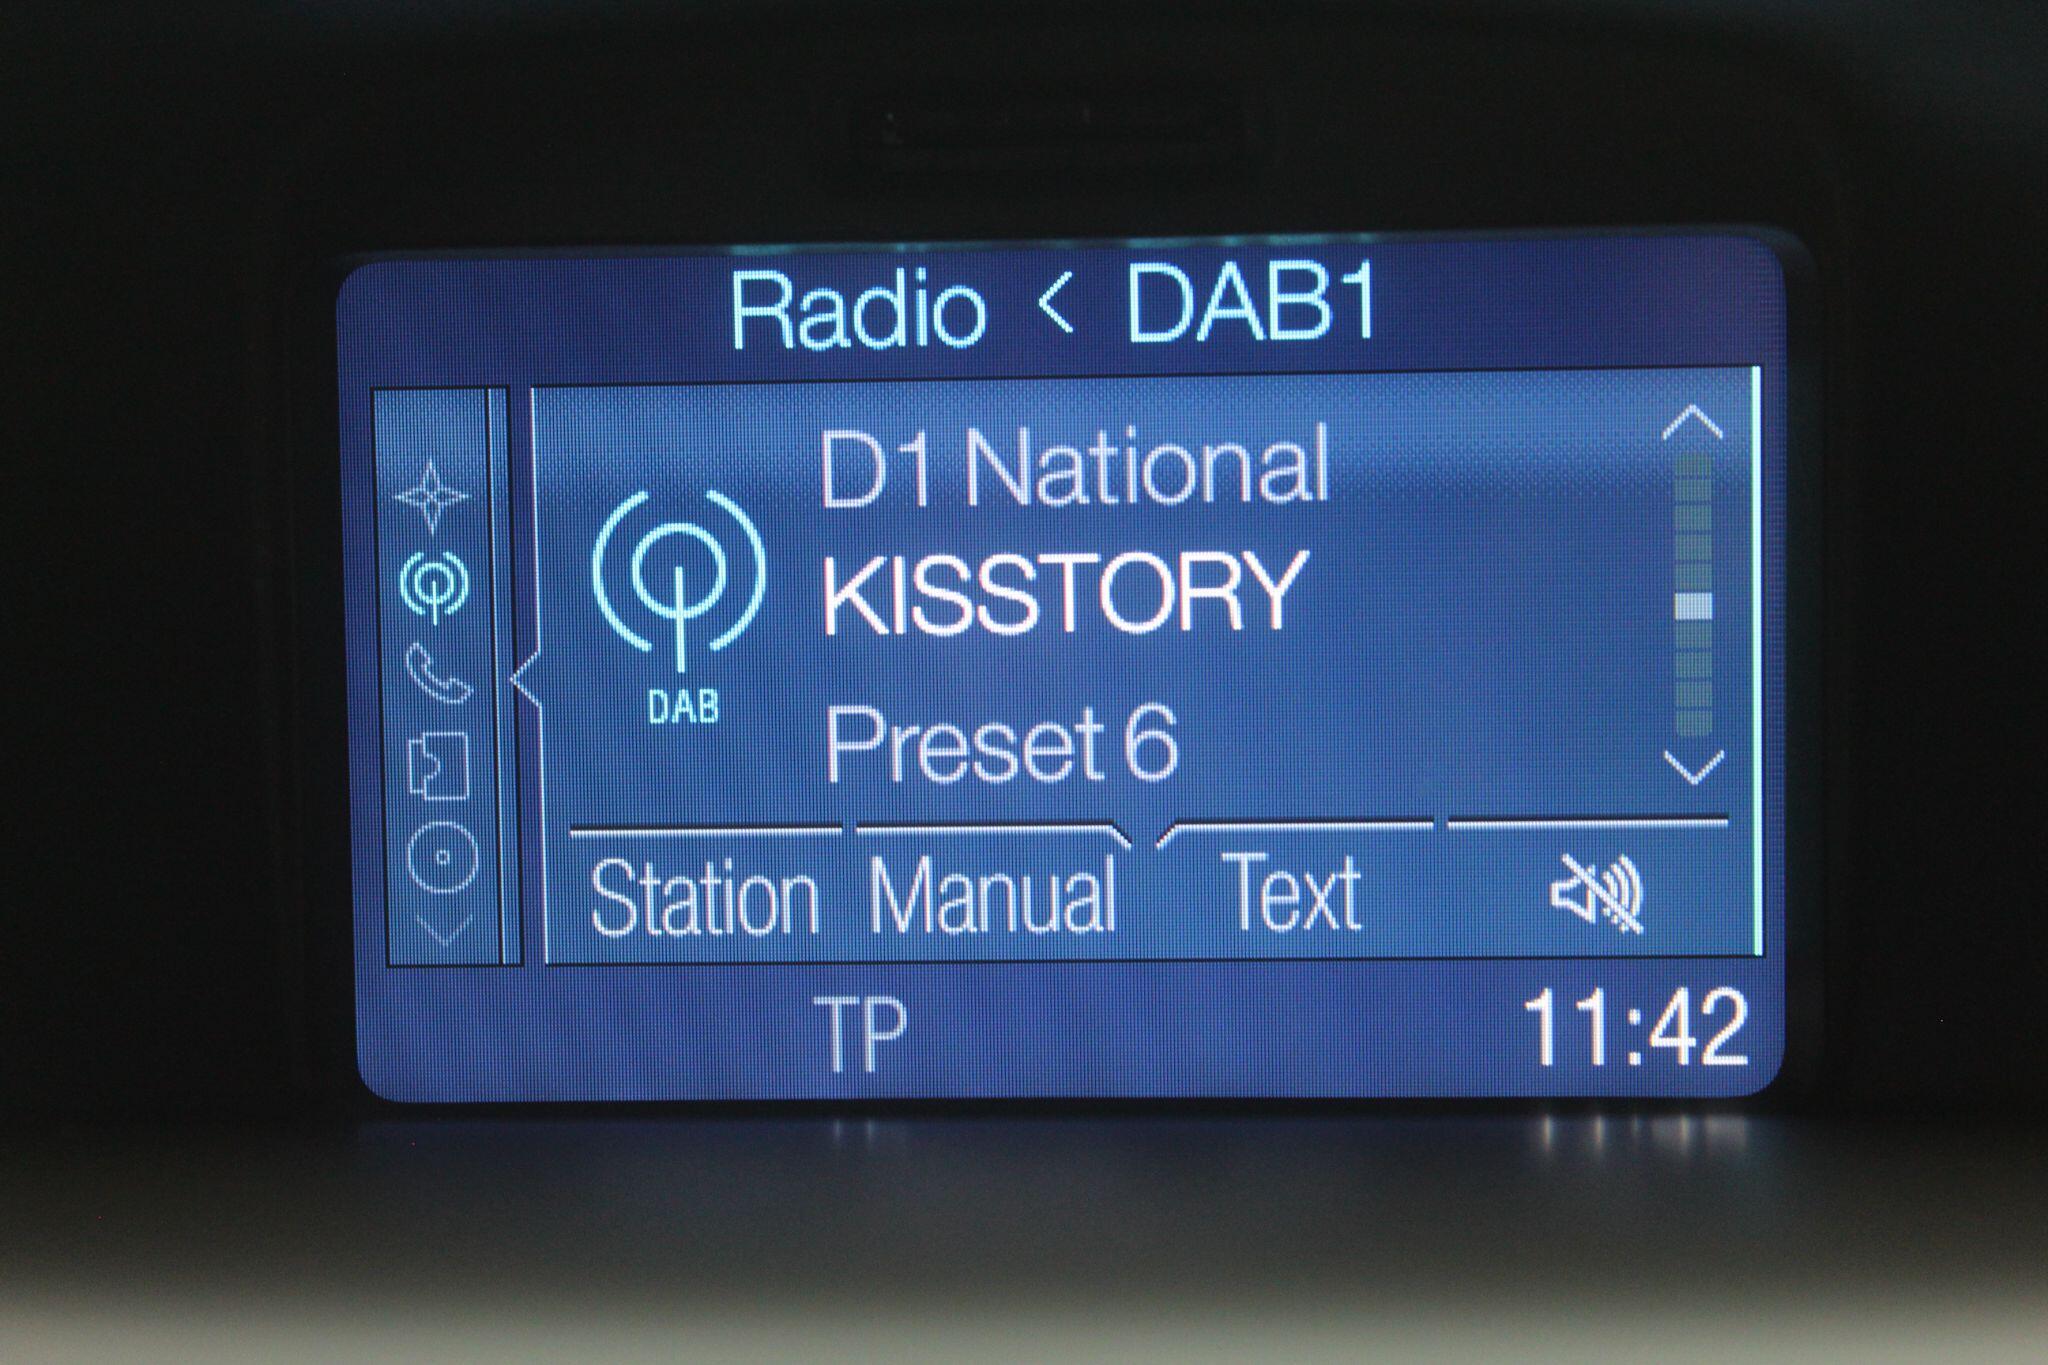 Radio < DAB1
D1 National
KISSTORY
DAB
Preset 6
Station Manual Text
TP 11:42